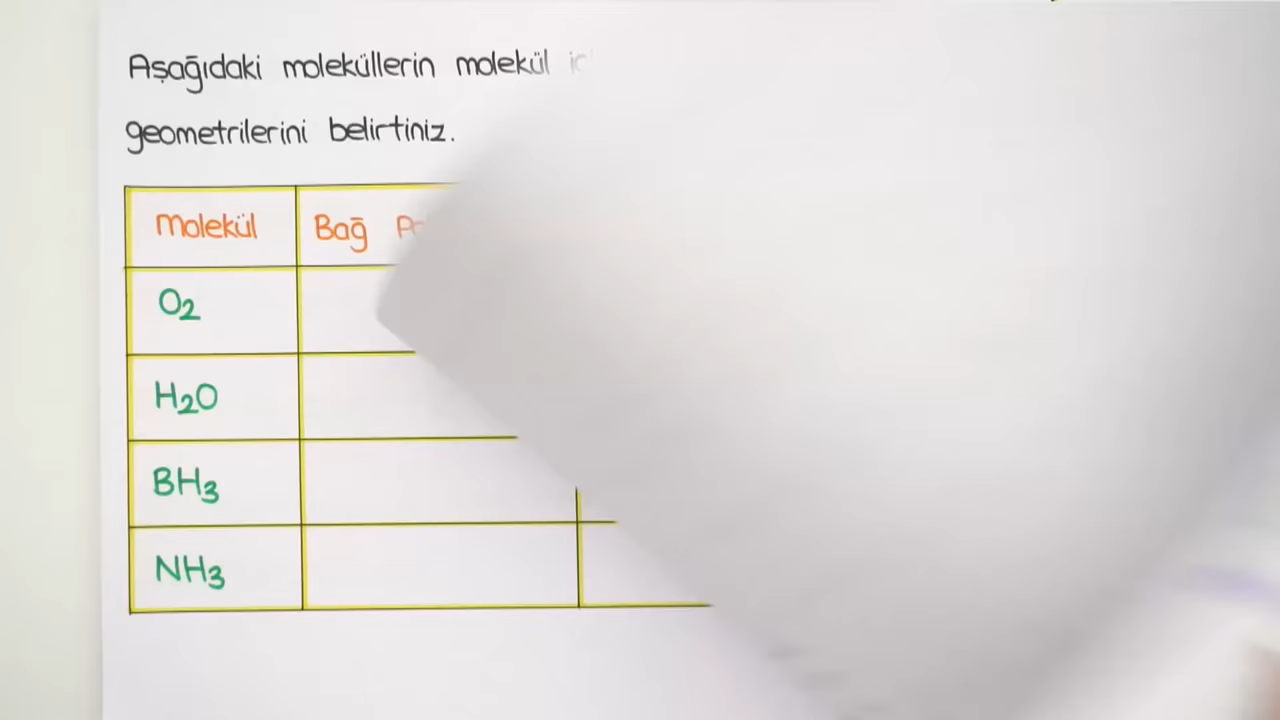 Aşağıdaki moleküllerin molekül
geometrilerini belirtiniz.
Molekül Bağ
O₂
H₂O
BH₃
NH₃